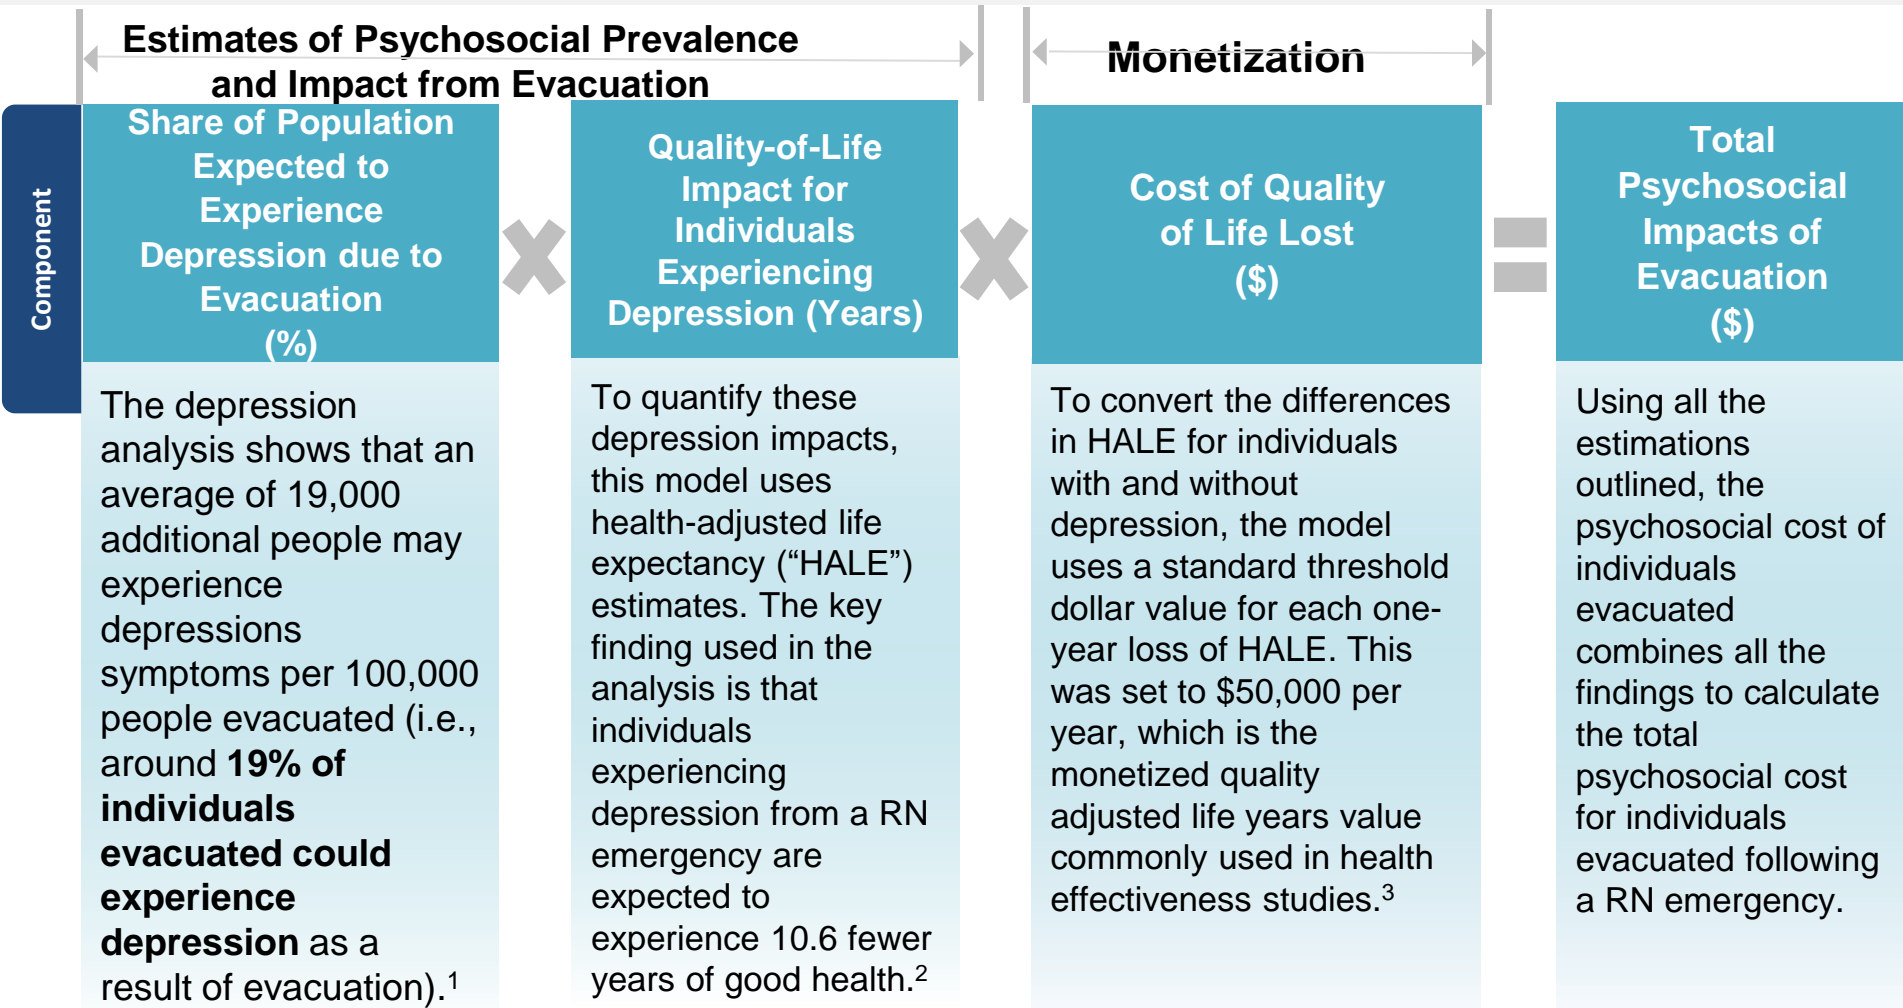 Estimates of Psychosocial Prevalence
and Impact from Evacuation
Monetization
Component
Share of Population
Expected to
Experience
Depression due to
Evacuation
(%)
Quality-of-Life
Impact for
Individuals
Experiencing
Depression (Years)
Cost of Quality
of Life Lost
($)
Total
Psychosocial
Impacts of
Evacuation
($)
The depression
analysis shows that an
average of 19,000
additional people may
experience
depressions
symptoms per 100,000
people evacuated (i.e.,
around 19% of
individuals
evacuated could
experience
depression as a
result of evacuation).1
To quantify these
depression impacts,
this model uses
health-adjusted life
expectancy (“HALE”)
estimates. The key
finding used in the
analysis is that
individuals
experiencing
depression from a RN
emergency are
expected to
experience 10.6 fewer
years of good health.2
To convert the differences
in HALE for individuals
with and without
depression, the model
uses a standard threshold
dollar value for each one-
year loss of HALE. This
was set to $50,000 per
year, which is the
monetized quality
adjusted life years value
commonly used in health
effectiveness studies.3
Using all the
estimations
outlined, the
psychosocial cost of
individuals
evacuated
combines all the
findings to calculate
the total
psychosocial cost
for individuals
evacuated following
a RN emergency.